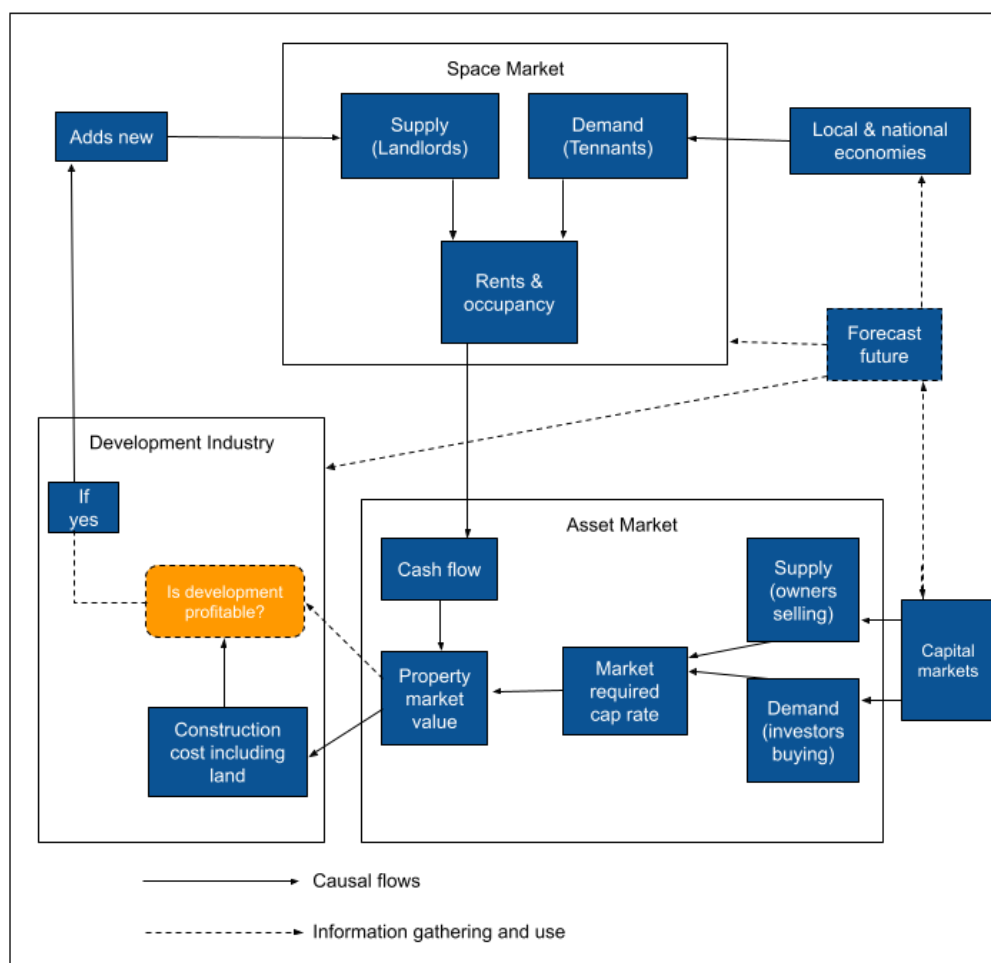 Space Market
Adds new
Supply
(Landlords)
Demand
(Tennants)
Local & national
economies
Rents &
occupancy
Forecast
future
Development Industry
If
yes
Is development
profitable?
Construction
cost including
land
Asset Market
Cash flow
Property
market
value
Market
required
cap rate
Supply
(owners
selling)
Demand
(investors
buying)
Capital
markets
Causal flows
Information gathering and use